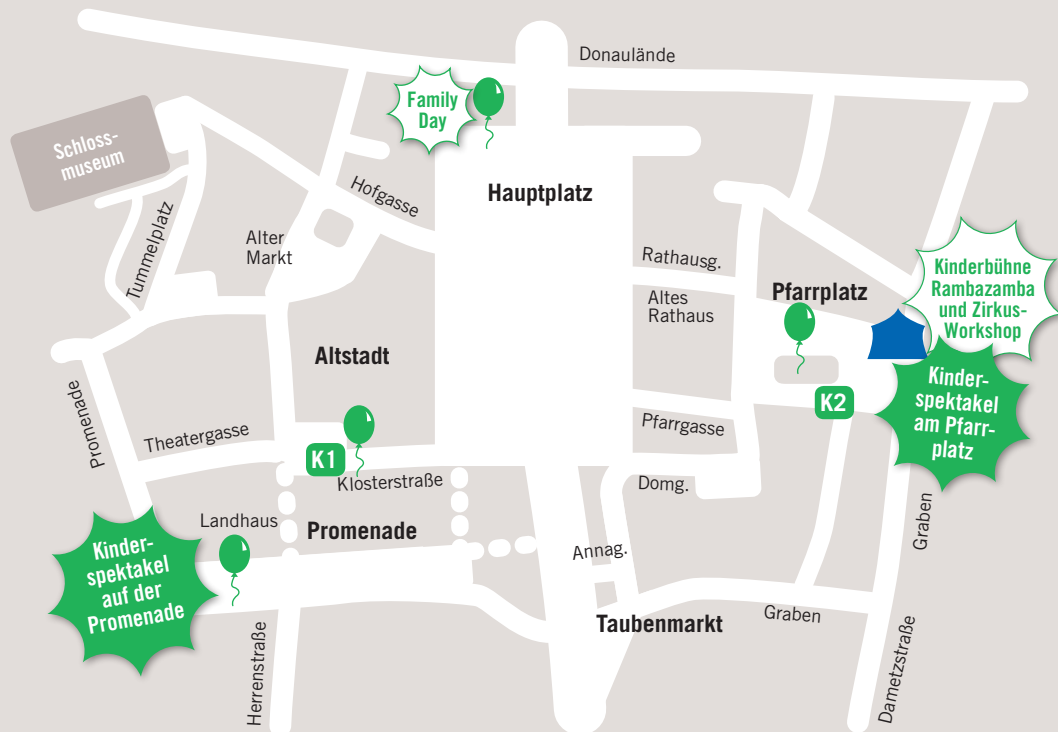 Donaulände
Family
Day
Schloss-
museum
Hauptplatz
Hofgasse
Tummelplatz
Alter
Markt
Rathausg.
Kinderbühne
Rambazamba
und Zirkus-
Workshop
Pfarrplatz
Altes
Rathaus
Altstadt
Kinder-
spektakel
am Pfarr-
platz
K2
Promenade
Theatergasse
Pfarrgasse
K1
Klosterstraße
Domg.
Graben
Landhaus
Promenade
Kinder-
spektakel
auf der
Promenade
Annag.
Taubenmarkt
Graben
Herrenstraße
Dametzstraße